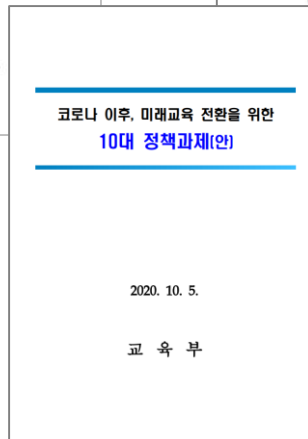 코로나 이후, 미래교육 전환을 위한
10대 정책과제(안)
2020. 10. 5.
교 육 부